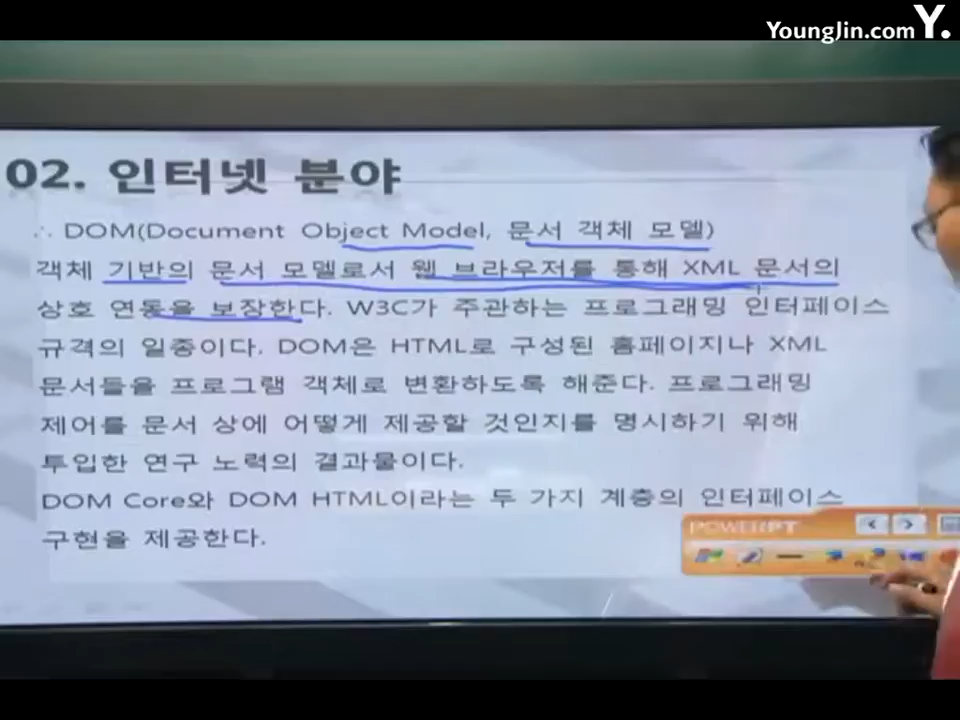 YoungJin.com Y.
02. 인터넷 분야
∴ DOM(Document Object Model, 문서 객체 모델)
객체 기반의 문서 모델로서 웹 브라우저를 통해 XML 문서의
상호 연동을 보장한다. W3C가 주관하는 프로그래밍 인터페이스
규격의 일종이다. DOM은 HTML로 구성된 홈페이지나 XML
문서들을 프로그램 객체로 변환하도록 해준다. 프로그래밍
제어를 문서 상에 어떻게 제공할 것인지를 명시하기 위해
투입한 연구 노력의 결과물이다.
DOM Core와 DOM HTML이라는 두 가지 계층의 인터페이스
구현을 제공한다.
POWERPT